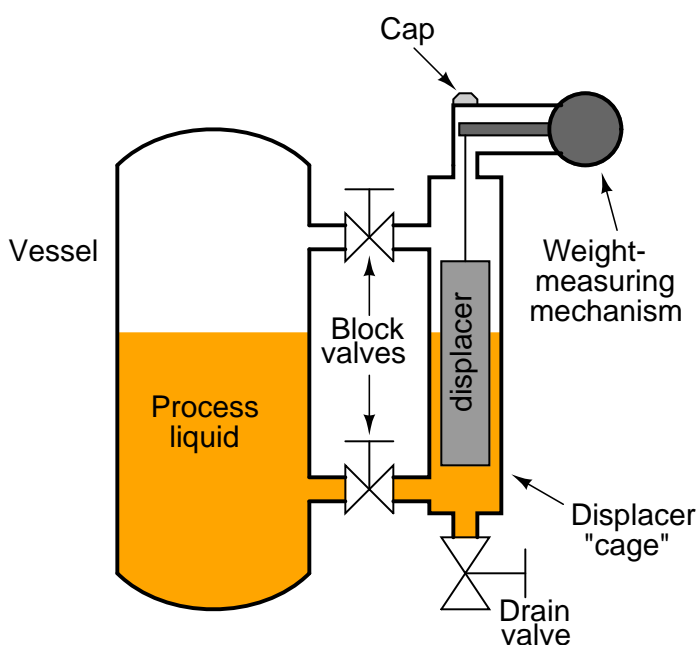 Cap
Vessel
Weight-
measuring
mechanism
Block
valves
displacer
Process
liquid
Displacer
"cage"
Drain
valve